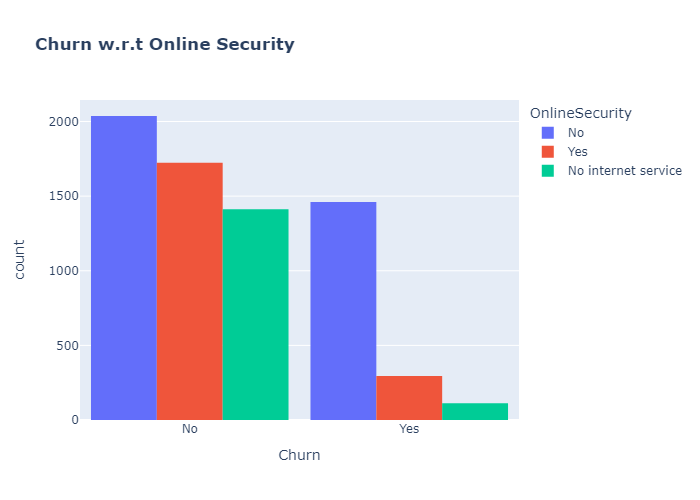 Churn w.r.t Online Security
OnlineSecurity
No
Yes
No internet service
2000
1500
1000
500
0
count
No
Yes
Churn